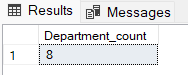 Results Messages
Department_count
1 8